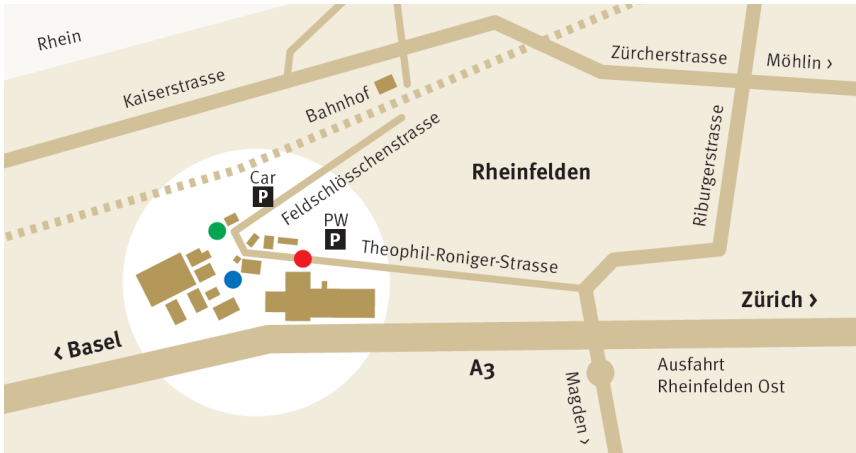 Rhein
Kaiserstrasse
Zürcherstrasse
Möhlin >
Bahnhof
Feldschlösschenstrasse
Riburgerstrasse
Car
P
Rheinfelden
PW
P
Theophil-Roniger-Strasse
Zürich >
< Basel
A3
Ausfahrt
Rheinfelden Ost
Magden >